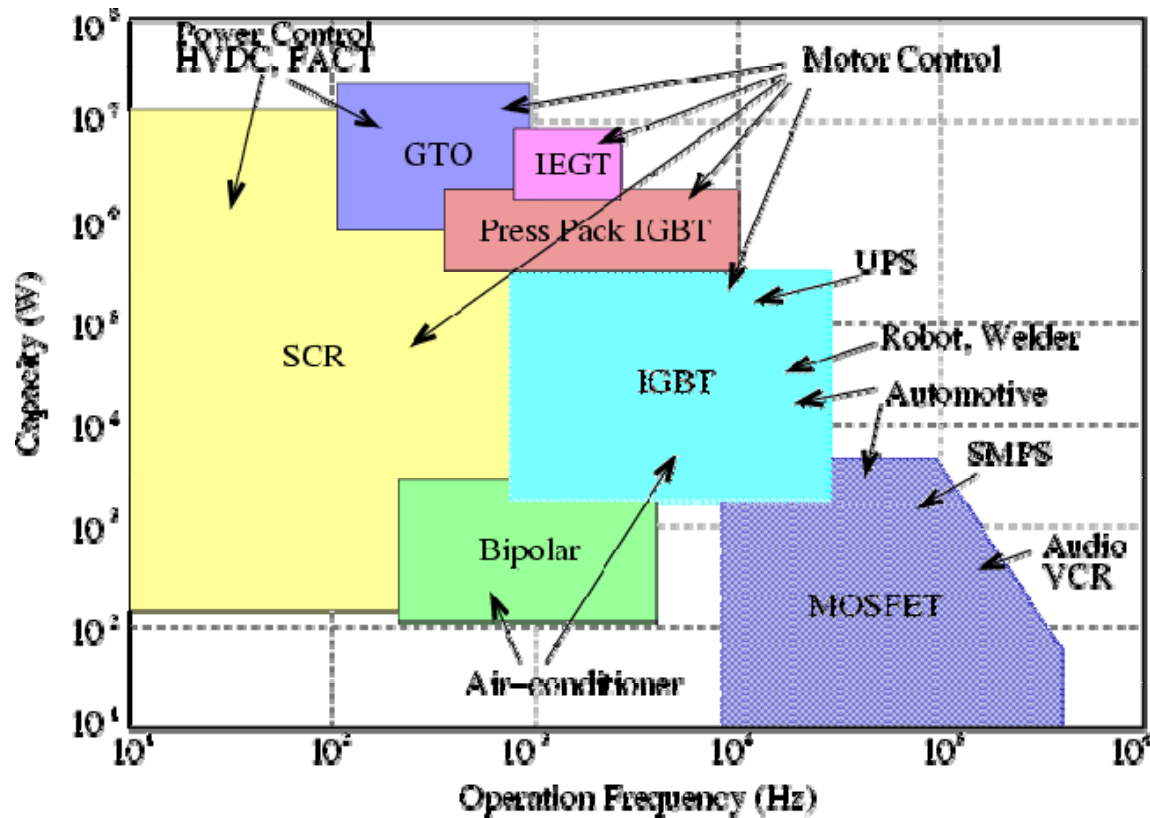 10⁸
Power Control
HVDC, FACT
Motor Control
10⁷
GTO
IEGT
10⁶
Press Pack IGBT
UPS
10⁵
SCR
IGBT
Robot, Welder
Automotive
Capacity (W)
10⁴
SMPS
10³
Bipolar
Audio
VCR
MOSFET
10²
Air-conditioner
10¹
10¹ 10² 10³ 10⁴ 10⁵ 10⁶
Operation Frequency (Hz)